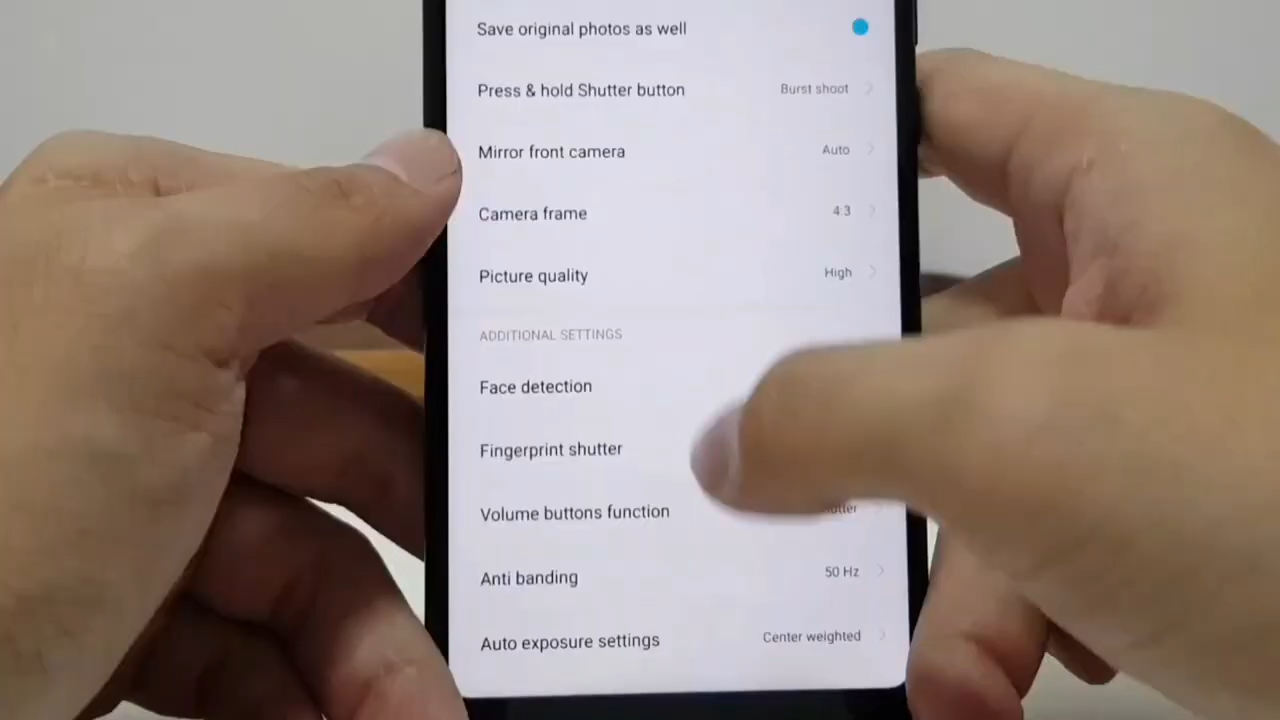 Save original photos as well
Press & hold Shutter button Burst shoot
Mirror front camera Auto
Camera frame 4:3
Picture quality High
ADDITIONAL SETTINGS
Face detection
Fingerprint shutter
Volume buttons function
Anti banding 50 Hz
Auto exposure settings Center weighted